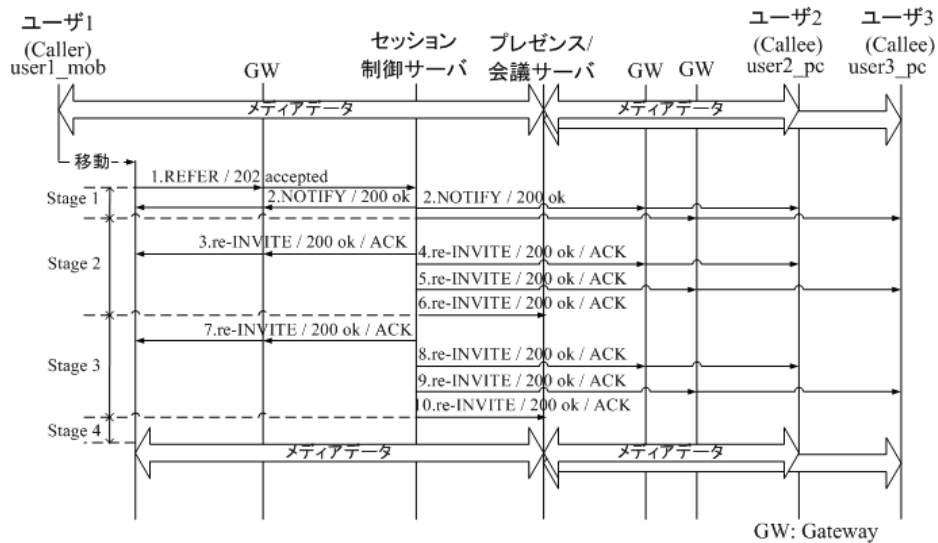 ユーザ1
(Caller)
user1_mob
GW
セッション
制御サーバ
プレゼンス/
会議サーバ
GW
GW
ユーザ2
(Callee)
user2_pc
ユーザ3
(Callee)
user3_pc
メディアデータ
メディアデータ
移動
1.REFER / 202 accepted
Stage 1
2.NOTIFY / 200 ok
2.NOTIFY / 200 ok
3.re-INVITE / 200 ok / ACK
4.re-INVITE / 200 ok / ACK
Stage 2
5.re-INVITE / 200 ok / ACK
6.re-INVITE / 200 ok / ACK
7.re-INVITE / 200 ok / ACK
8.re-INVITE / 200 ok / ACK
Stage 3
9.re-INVITE / 200 ok / ACK
10.re-INVITE / 200 ok / ACK
Stage 4
メディアデータ
メディアデータ
GW: Gateway